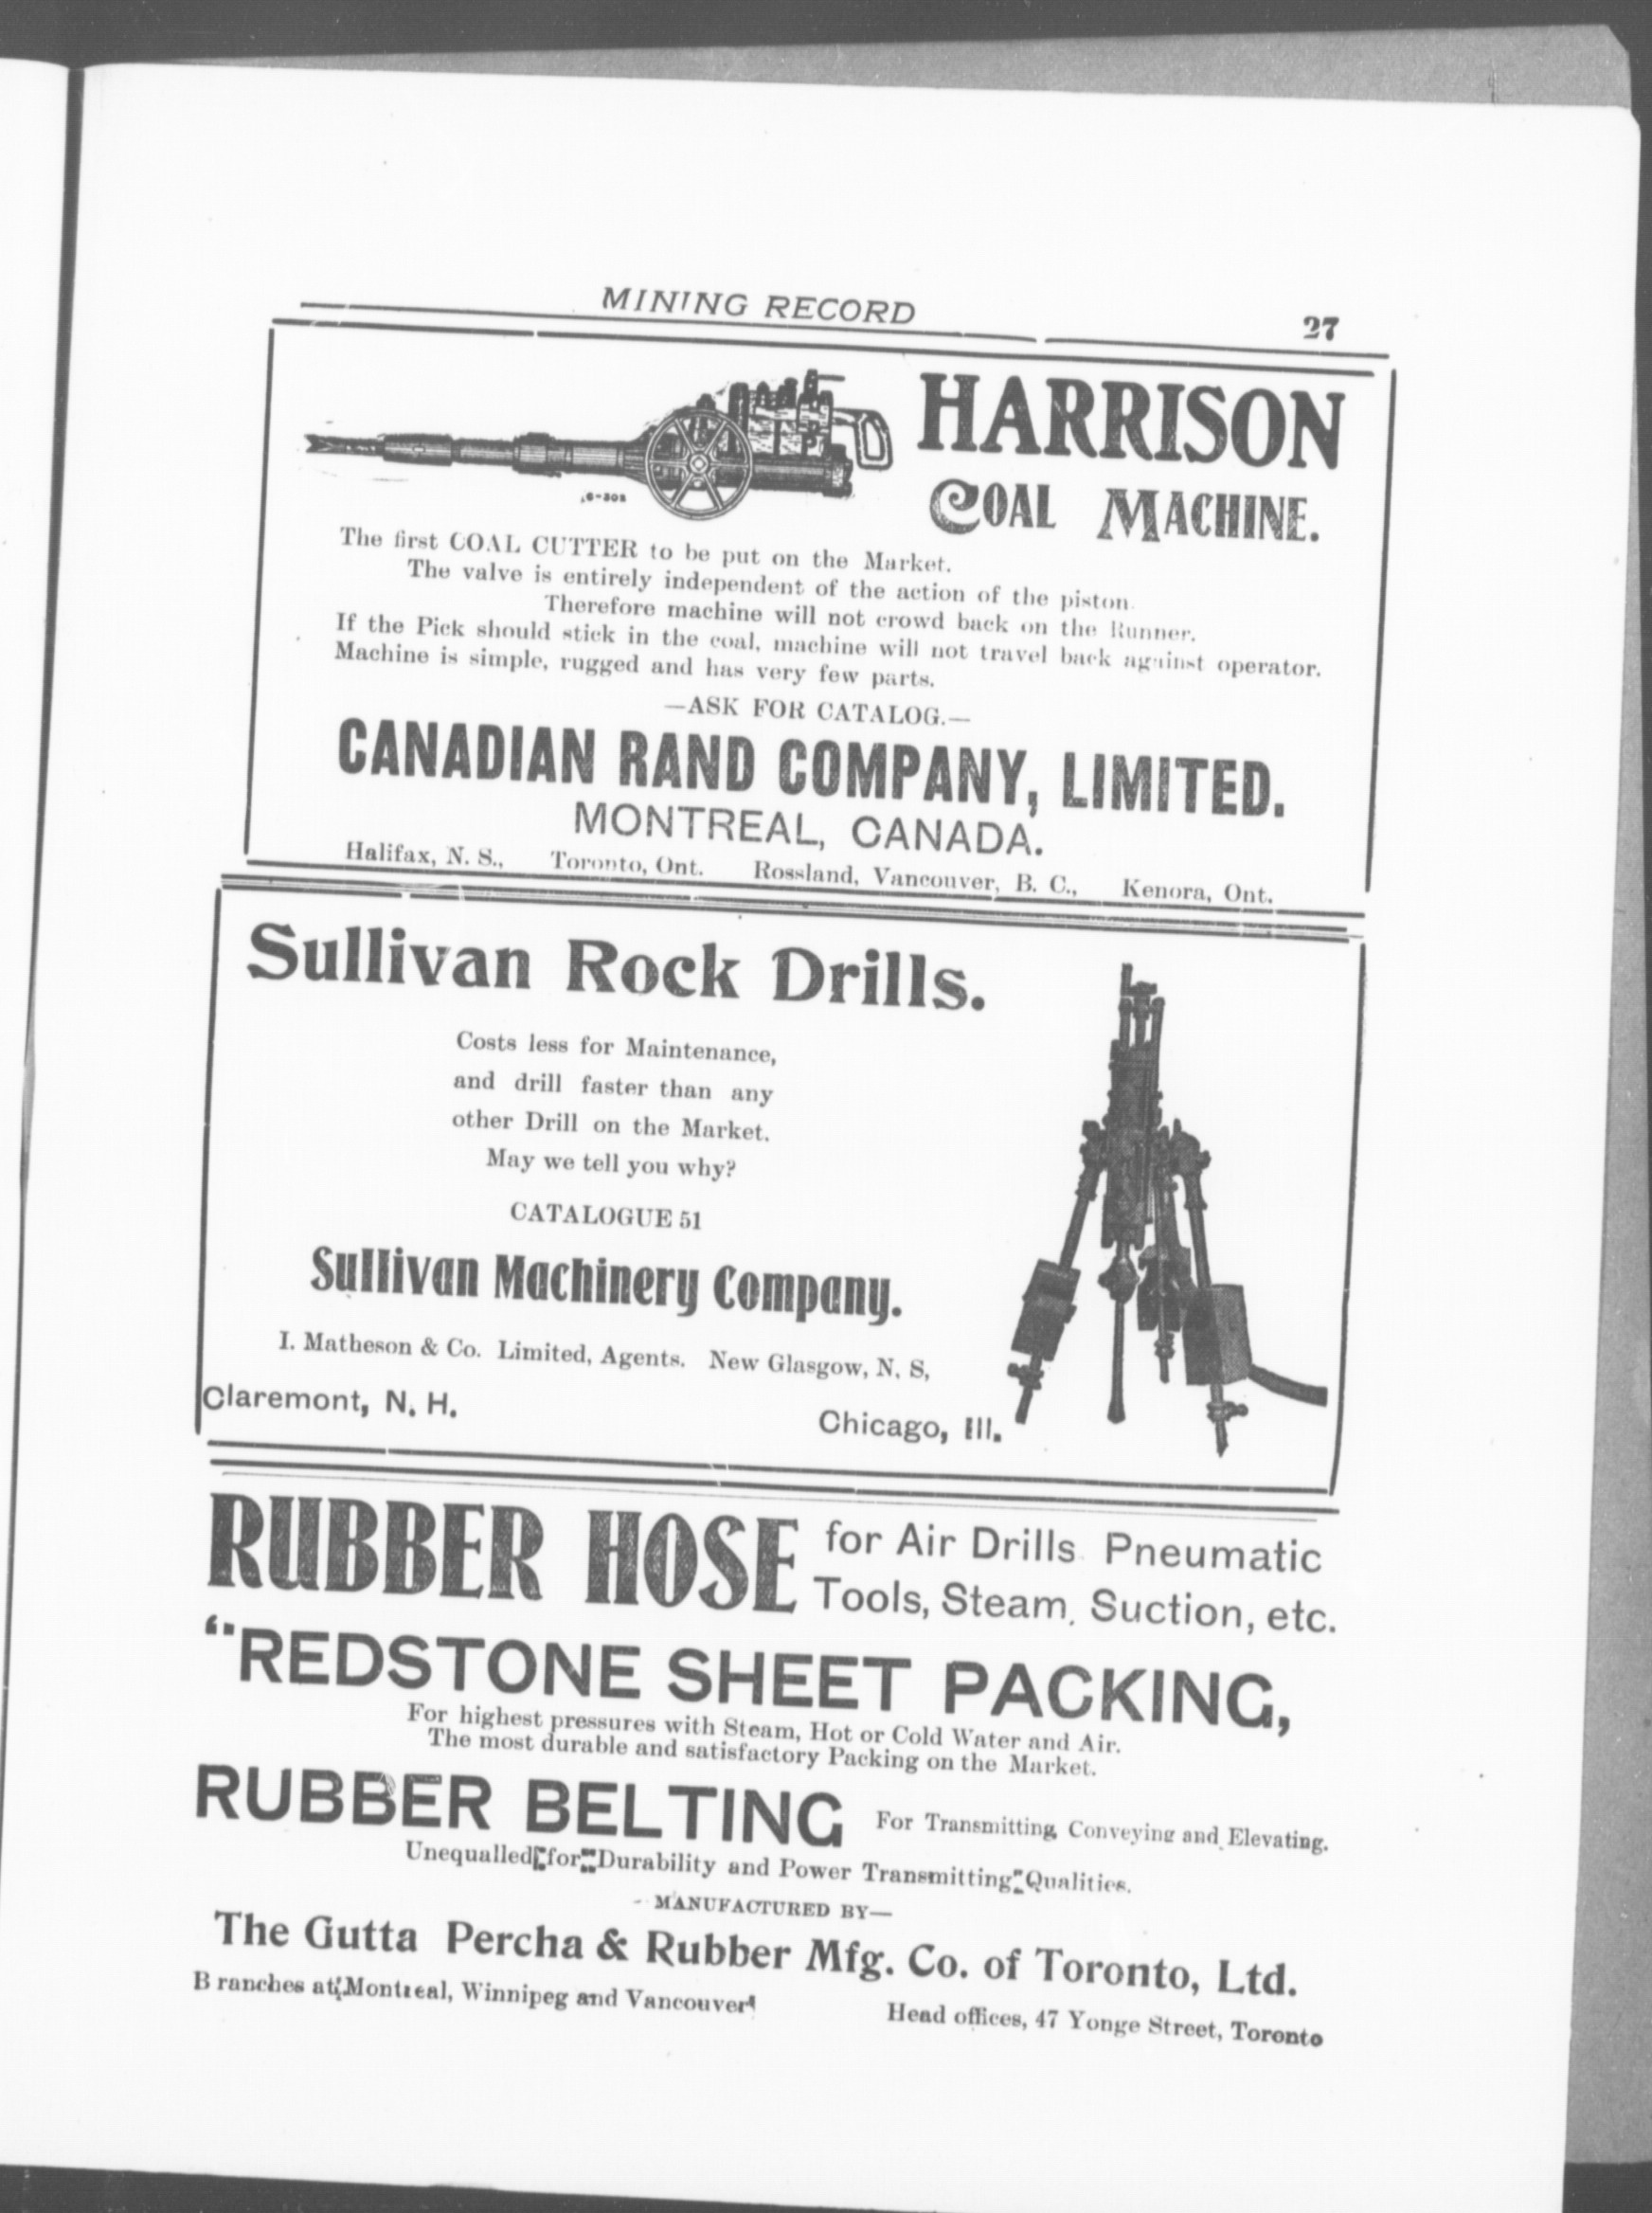 MINING RECORD 27
HARRISON
COAL MACHINE.
The first COAL CUTTER to be put on the Market.
The valve is entirely independent of the action of the piston.
Therefore machine will not crowd back on the Runner.
If the Pick should stick in the coal, machine will not travel back against operator.
Machine is simple, rugged and has very few parts.
—ASK FOR CATALOG.—
CANADIAN RAND COMPANY, LIMITED.
MONTREAL, CANADA.
Halifax, N. S., Toronto, Ont. Rossland, Vancouver, B. C., Kenora, Ont.
Sullivan Rock Drills.
Costs less for Maintenance,
and drill faster than any
other Drill on the Market.
May we tell you why?
CATALOGUE 51
Sullivan Machinery Company.
I. Matheson & Co. Limited, Agents. New Glasgow, N. S,
Claremont, N. H. Chicago, Ill.
RUBBER HOSE for Air Drills Pneumatic
Tools, Steam, Suction, etc.
“REDSTONE SHEET PACKING,
For highest pressures with Steam, Hot or Cold Water and Air.
The most durable and satisfactory Packing on the Market.
RUBBER BELTING For Transmitting, Conveying and Elevating.
Unequalled for Durability and Power Transmitting Qualities.
- MANUFACTURED BY—
The Gutta Percha & Rubber Mfg. Co. of Toronto, Ltd.
Branches at Montreal, Winnipeg and Vancouver Head offices, 47 Yonge Street, Toronto